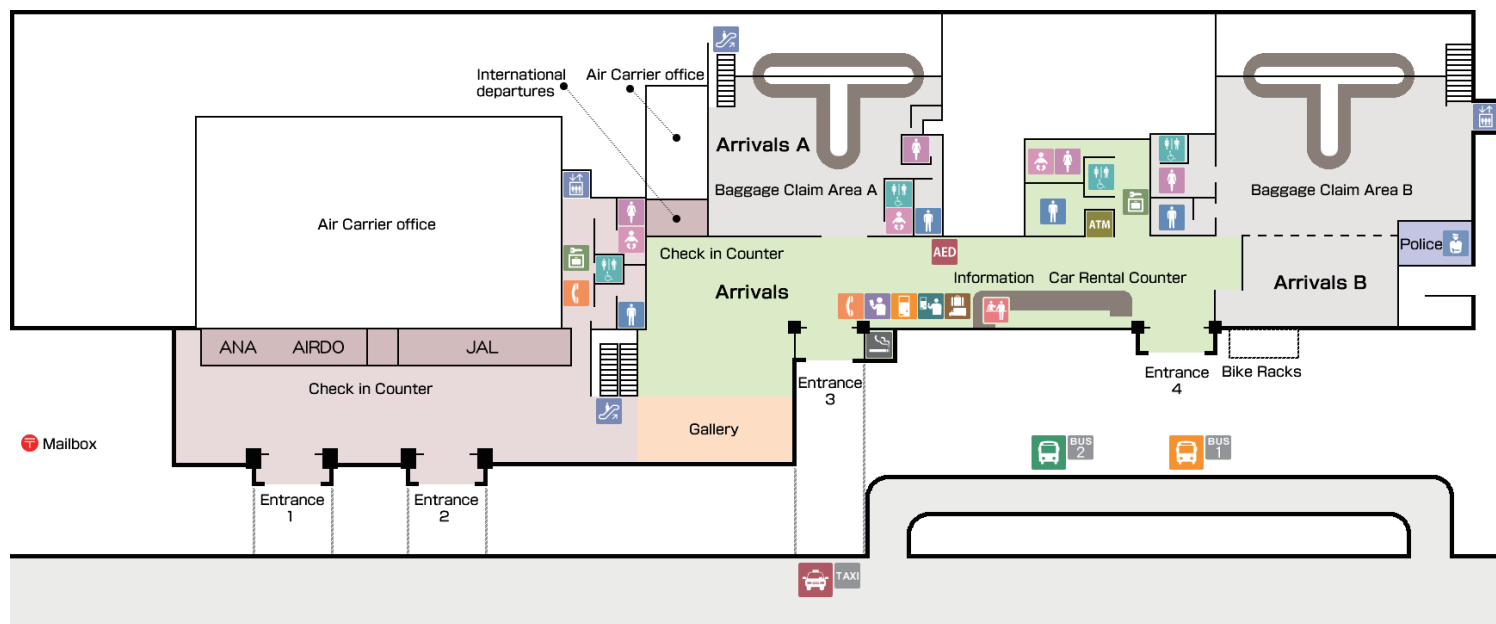 International
departures
Air Carrier office
Arrivals A
Baggage Claim Area A
Baggage Claim Area B
Air Carrier office
ATM
Police
Check in Counter
AED
Information
Car Rental Counter
Arrivals
Arrivals B
ANA
AIRDO
JAL
Check in Counter
Entrance
3
Entrance
4
Bike Racks
Gallery
〒 Mailbox
BUS
2
BUS
1
Entrance
1
Entrance
2
TAXI